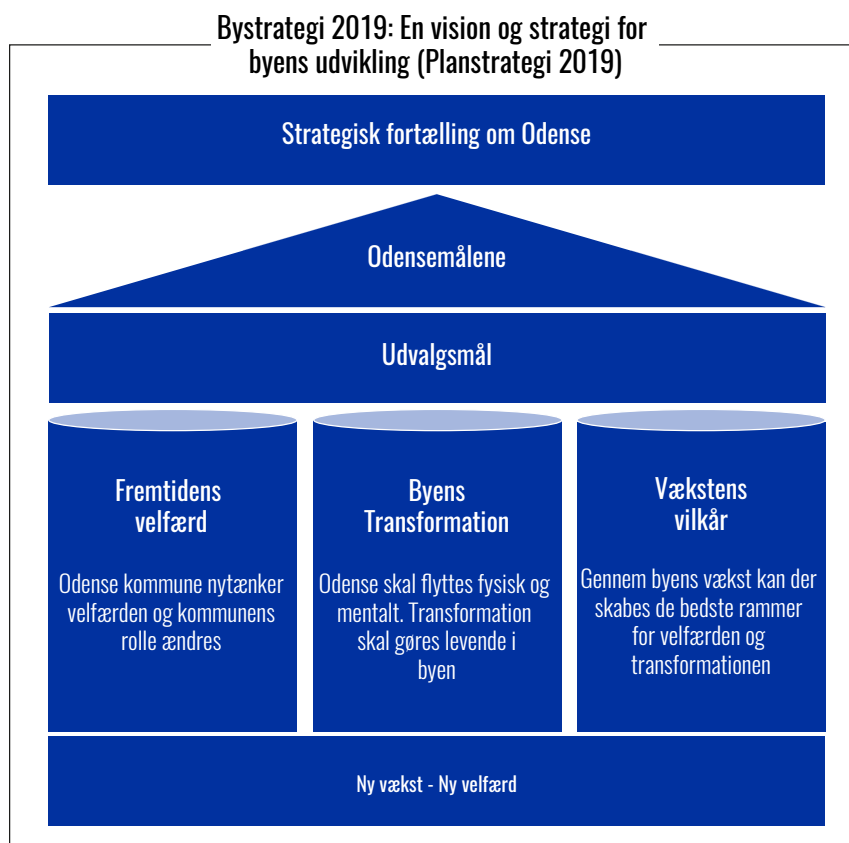 Bystrategi 2019: En vision og strategi for
byens udvikling (Planstrategi 2019)
Strategisk fortælling om Odense
Odensemålene
Udvalgsmål
Fremtidens
velfærd
Odense kommune nytænker
velfærden og kommunens
rolle ændres
Byens
Transformation
Odense skal flyttes fysisk og
mentalt. Transformation
skal gøres levende i
byen
Vækstens
vilkår
Gennem byens vækst kan der
skabes de bedste rammer
for velfærden og
transformationen
Ny vækst - Ny velfærd